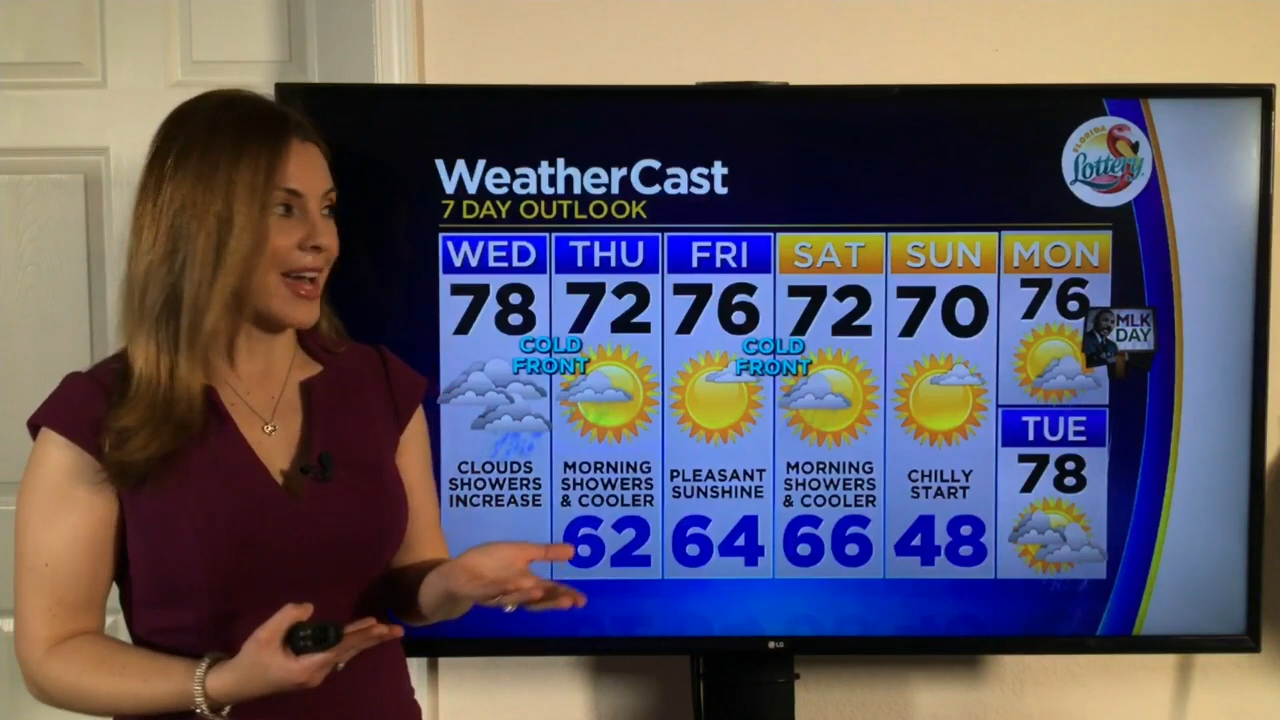 WeatherCast
7 DAY OUTLOOK
FLORIDA
Lottery
WED
THU
FRI
SAT
SUN
MON
78
72
76
72
70
76
MLK
DAY
COLD
FRONT
COLD
FRONT
CLOUDS
SHOWERS
INCREASE
MORNING
SHOWERS
& COOLER
PLEASANT
SUNSHINE
MORNING
SHOWERS
& COOLER
CHILLY
START
62
64
66
48
TUE
78
LG